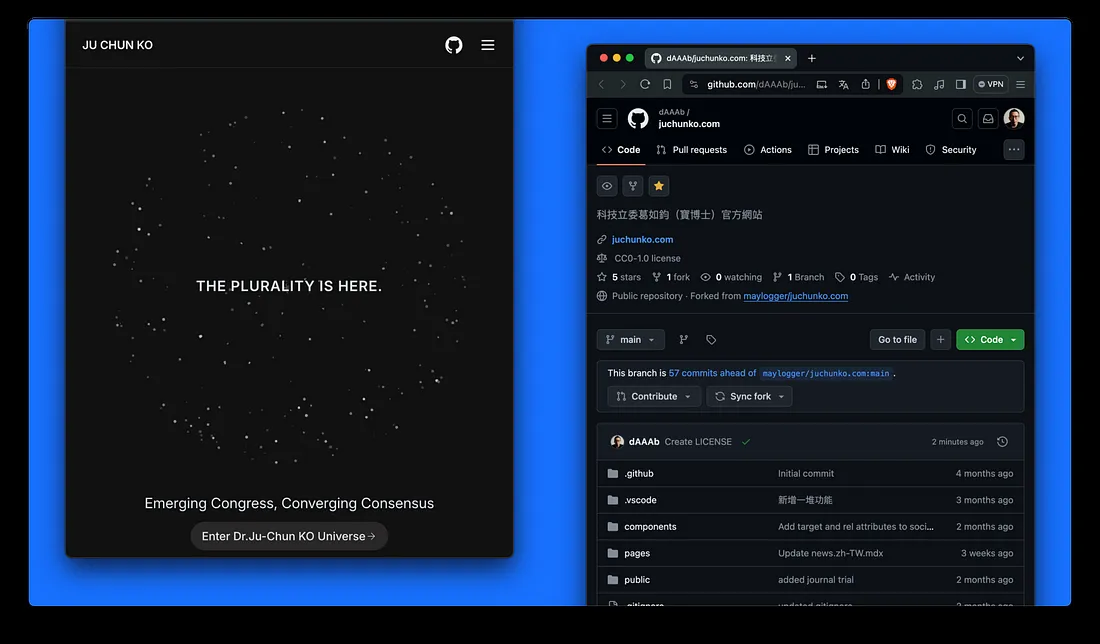 JU CHUN KO
THE PLURALITY IS HERE.
Emerging Congress, Converging Consensus
Enter Dr.Ju-Chun KO Universe→
dAAAb/juchunko.com: 科技立
github.com/dAAAb/ju...
VPN
dAAAb /
juchunko.com
Code Pull requests Actions Projects Wiki Security
科技立委葛如鈞（寶博士）官方網站
juchunko.com
CC0-1.0 license
5 stars 1 fork 0 watching 1 Branch 0 Tags Activity
Public repository · Forked from maylogger/juchunko.com
main Go to file Code
This branch is 57 commits ahead of maylogger/juchunko.com:main .
Contribute Sync fork
dAAAb Create LICENSE 2 minutes ago
.github Initial commit 4 months ago
.vscode 新增一堆功能 3 months ago
components Add target and rel attributes to soci... 2 months ago
pages Update news.zh-TW.mdx 3 weeks ago
public added journal trial 2 months ago
.gitignore updated gitignore 2 months ago